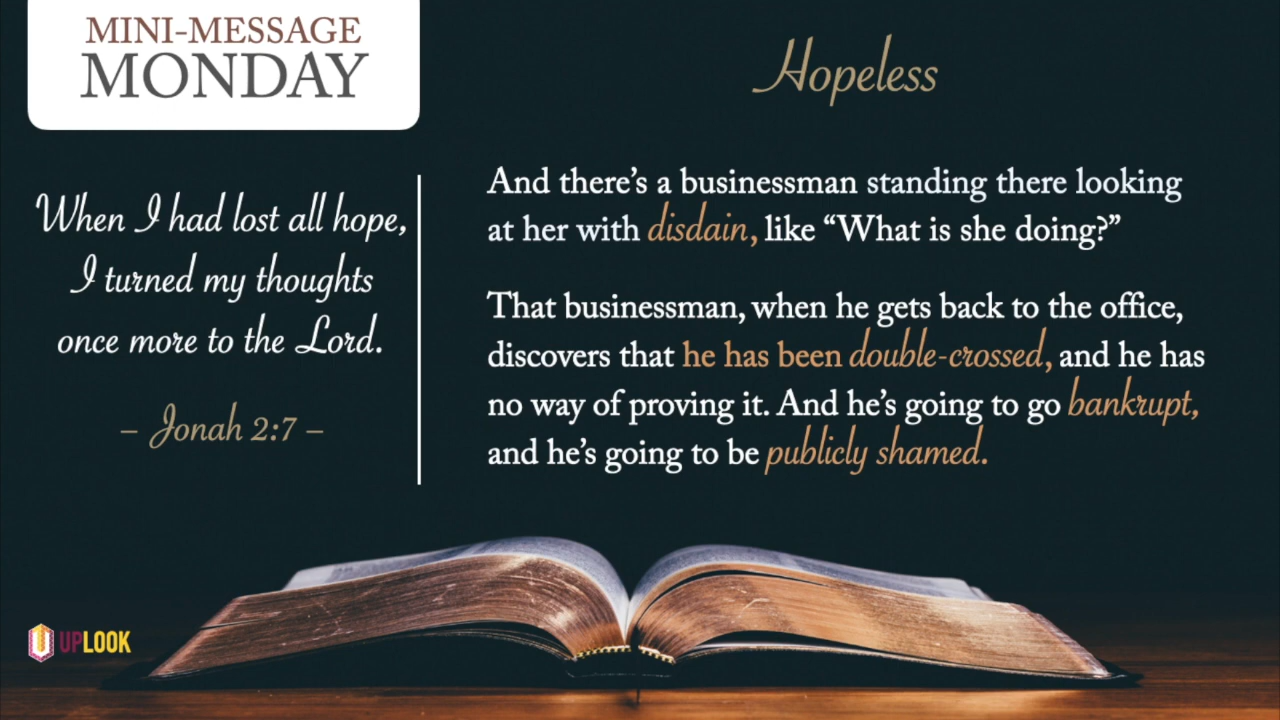 MINI-MESSAGE
MONDAY
When I had lost all hope,
I turned my thoughts
once more to the Lord.
– Jonah 2:7 –
Hopeless
And there’s a businessman standing there looking
at her with disdain, like “What is she doing?”
That businessman, when he gets back to the office,
discovers that he has been double-crossed, and he has
no way of proving it. And he’s going to go bankrupt,
and he’s going to be publicly shamed.
UPLOOK